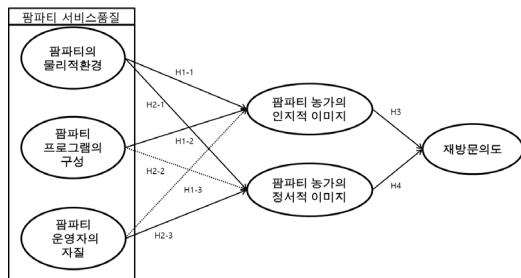 팜파티 서비스품질
팜파티의
물리적환경
팜파티
프로그램의
구성
팜파티
운영자의
자질
H1-1
H2-1
H1-2
H2-2
H1-3
H2-3
팜파티 농가의
인지적 이미지
팜파티 농가의
정서적 이미지
H3
H4
재방문의도